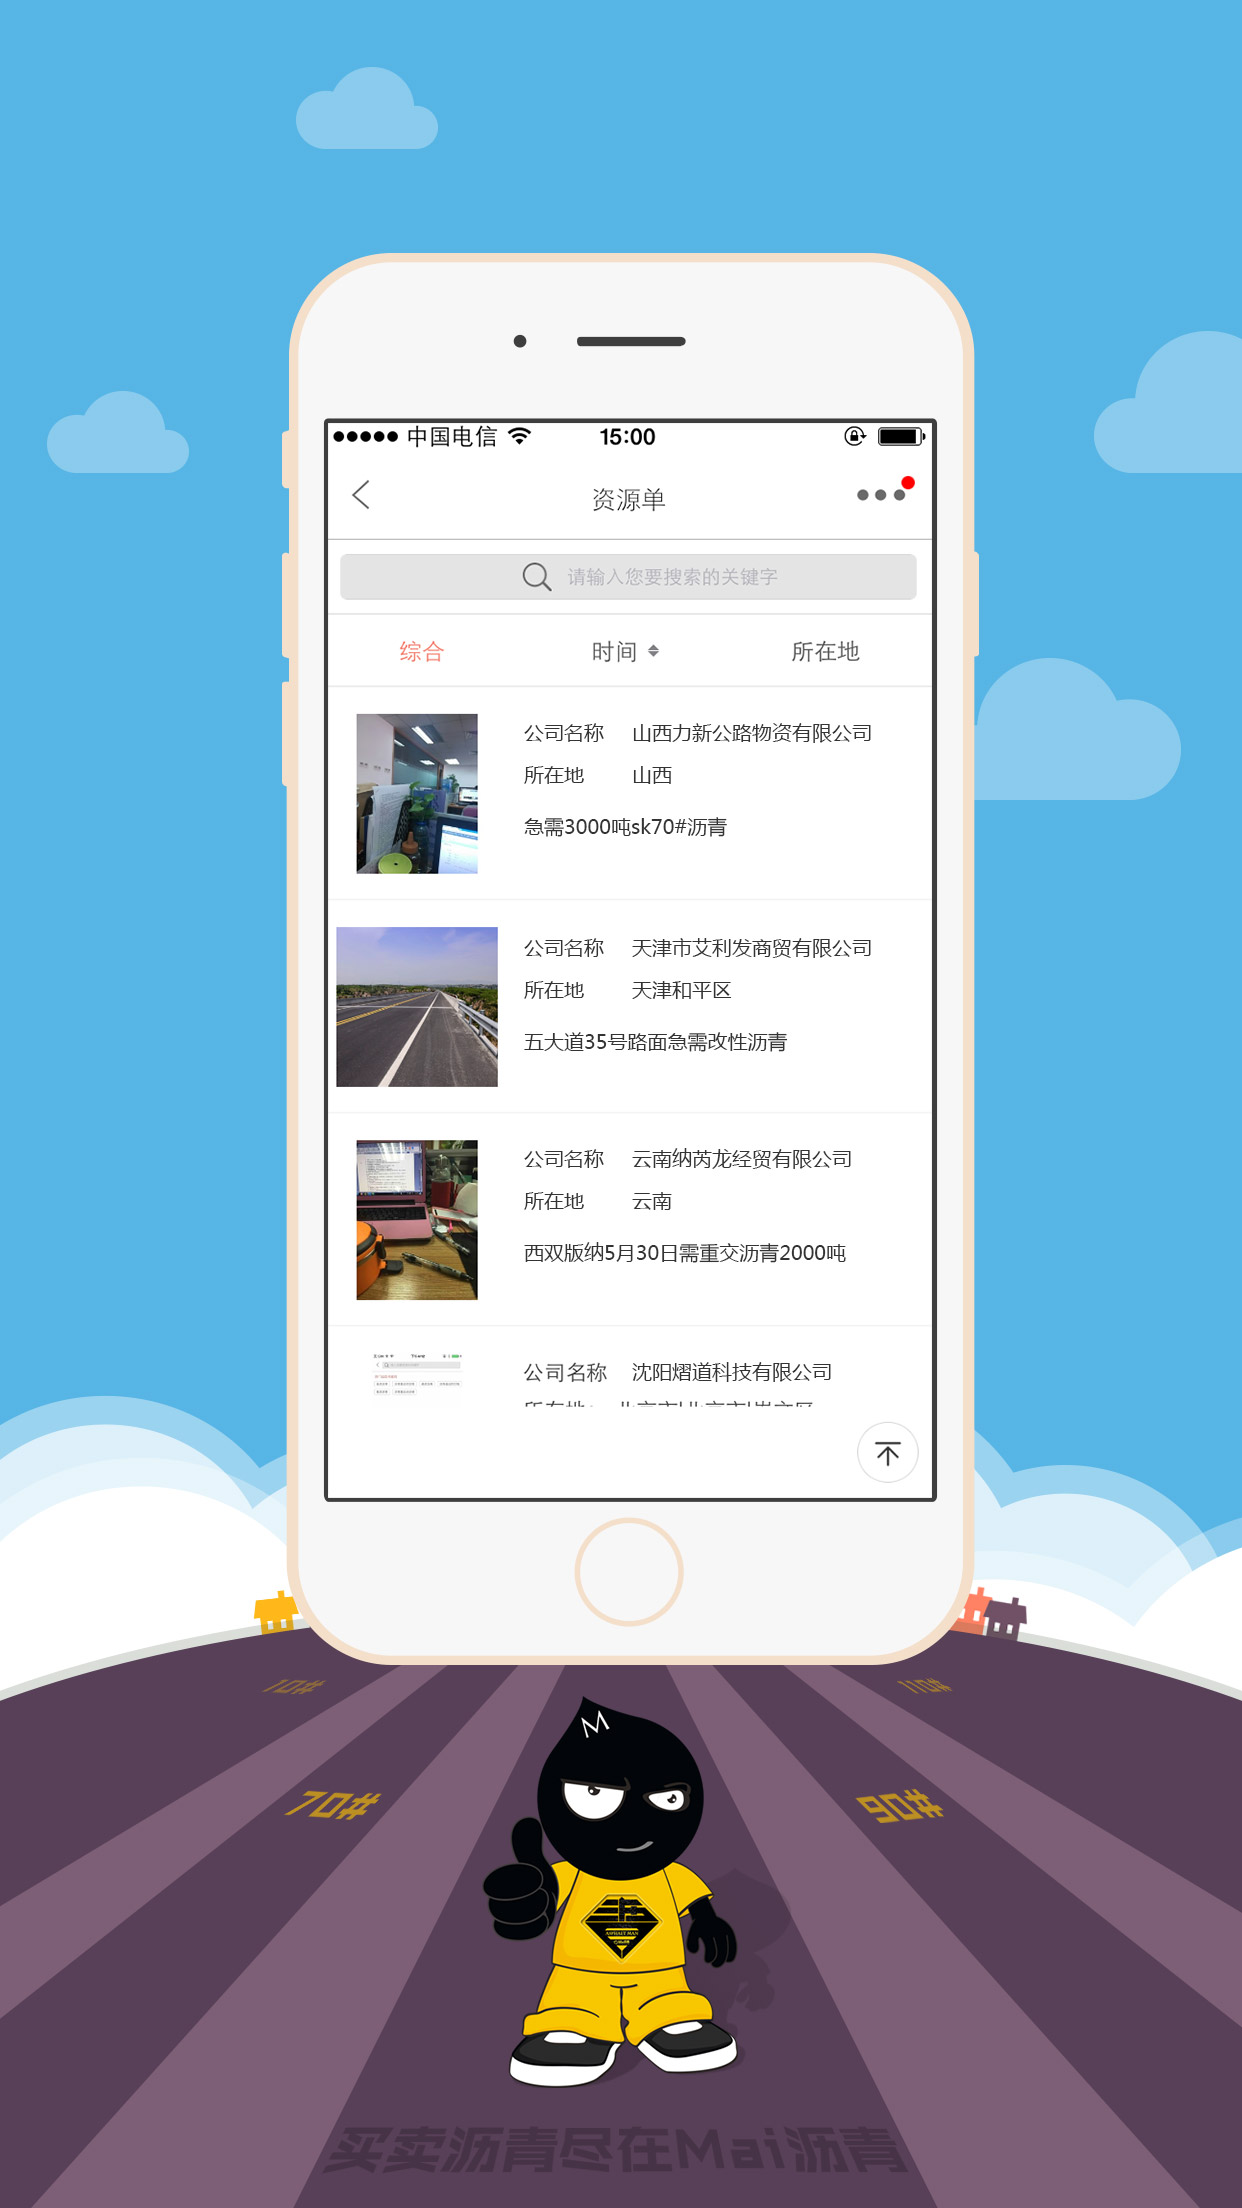 中国电信 15:00
资源单
请输入您要搜索的关键字
综合 时间 所在地
公司名称 山西力新公路物资有限公司
所在地 山西
急需3000吨sk70#沥青
公司名称 天津市艾利发商贸有限公司
所在地 天津和平区
五大道35号路面急需改性沥青
公司名称 云南纳芮龙经贸有限公司
所在地 云南
西双版纳5月30日需重交沥青2000吨
公司名称 沈阳熠道科技有限公司
10# 110#
70# 90#
M
ASPHALT MAN
买卖沥青尽在Mai沥青